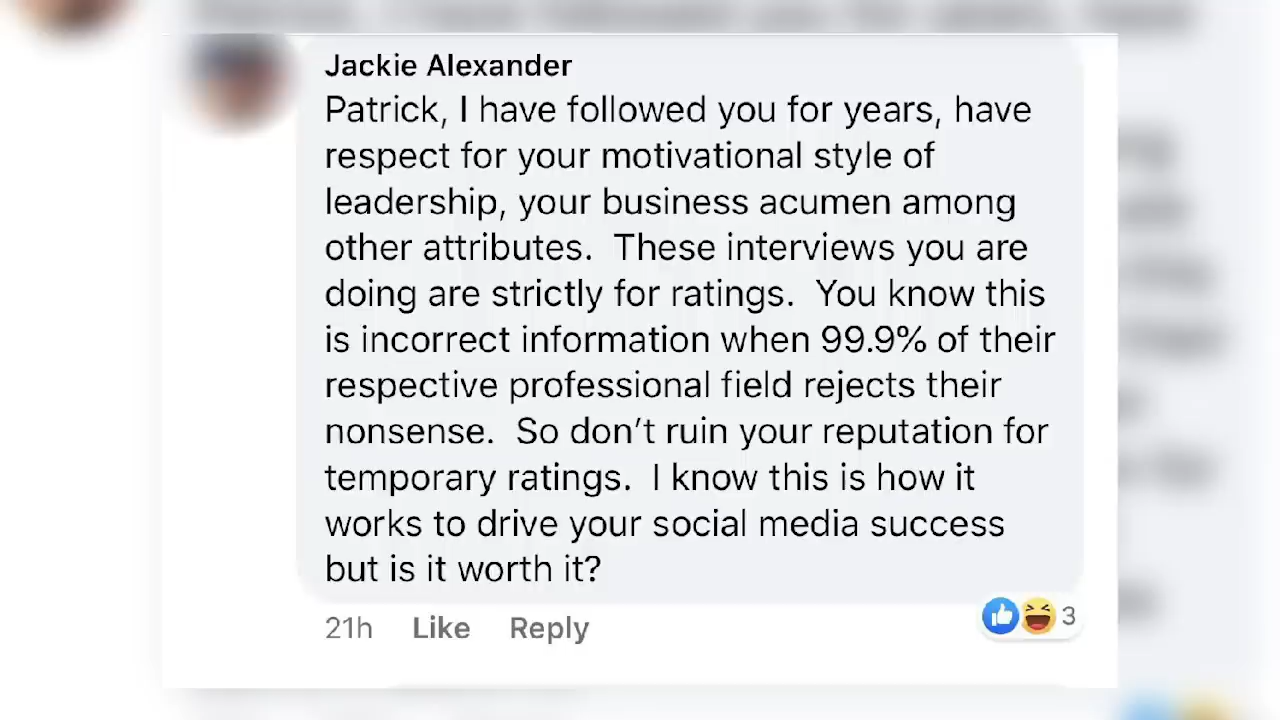 Jackie Alexander
Patrick, I have followed you for years, have
respect for your motivational style of
leadership, your business acumen among
other attributes.  These interviews you are
doing are strictly for ratings.  You know this
is incorrect information when 99.9% of their
respective professional field rejects their
nonsense.  So don’t ruin your reputation for
temporary ratings.  I know this is how it
works to drive your social media success
but is it worth it?
21h Like Reply 3